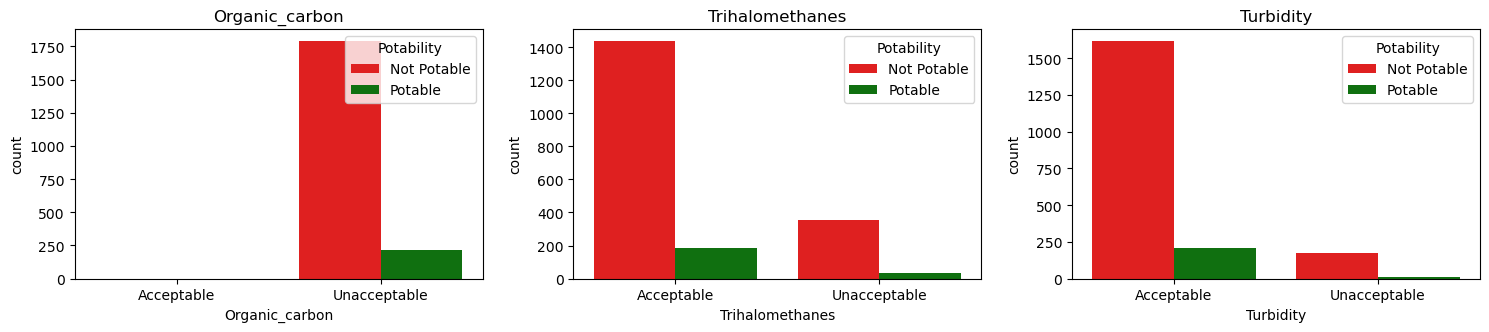 Organic_carbon
1750
1500
1250
1000
750
500
250
0
count
Acceptable
Unacceptable
Organic_carbon
Potability
Not Potable
Potable
Trihalomethanes
1400
1200
1000
800
600
400
200
0
count
Acceptable
Unacceptable
Trihalomethanes
Potability
Not Potable
Potable
Turbidity
1500
1250
1000
750
500
250
0
count
Acceptable
Unacceptable
Turbidity
Potability
Not Potable
Potable